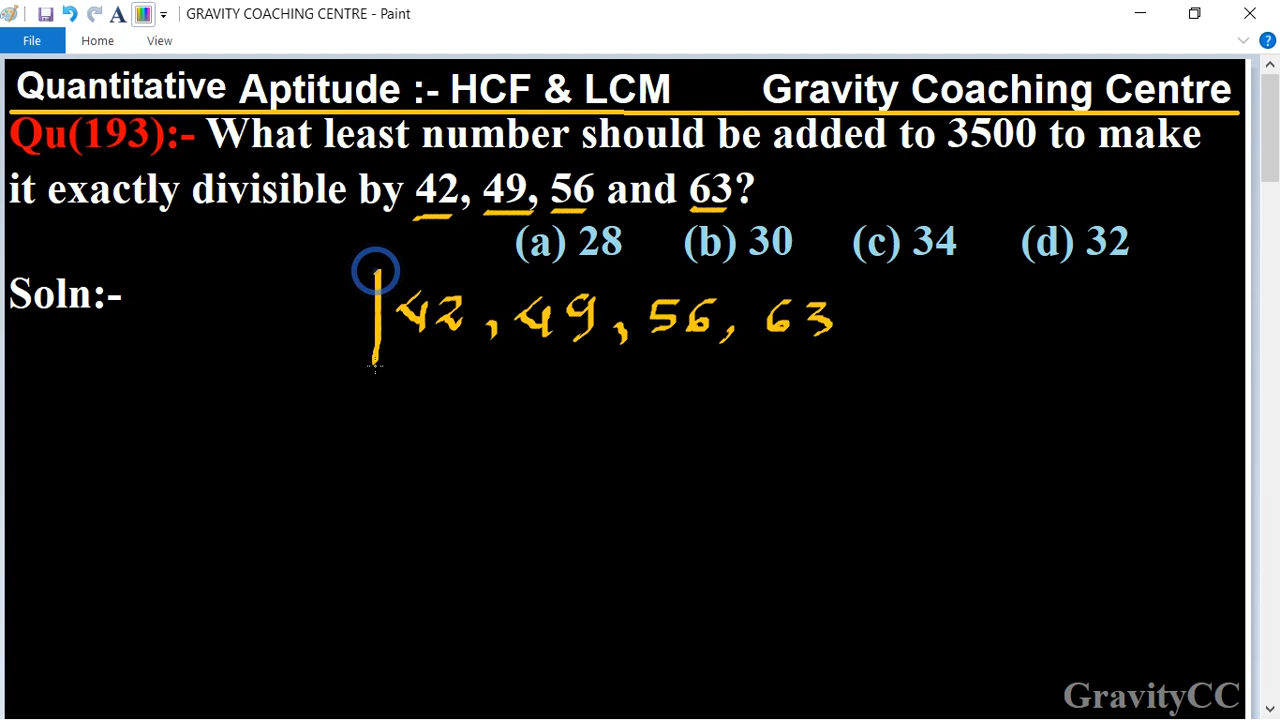 GRAVITY COACHING CENTRE - Paint
File Home View
Quantitative Aptitude :- HCF & LCM Gravity Coaching Centre
Qu(193):- What least number should be added to 3500 to make
it exactly divisible by 42, 49, 56 and 63?
(a) 28 (b) 30 (c) 34 (d) 32
Soln:-
42, 49, 56, 63
GravityCC